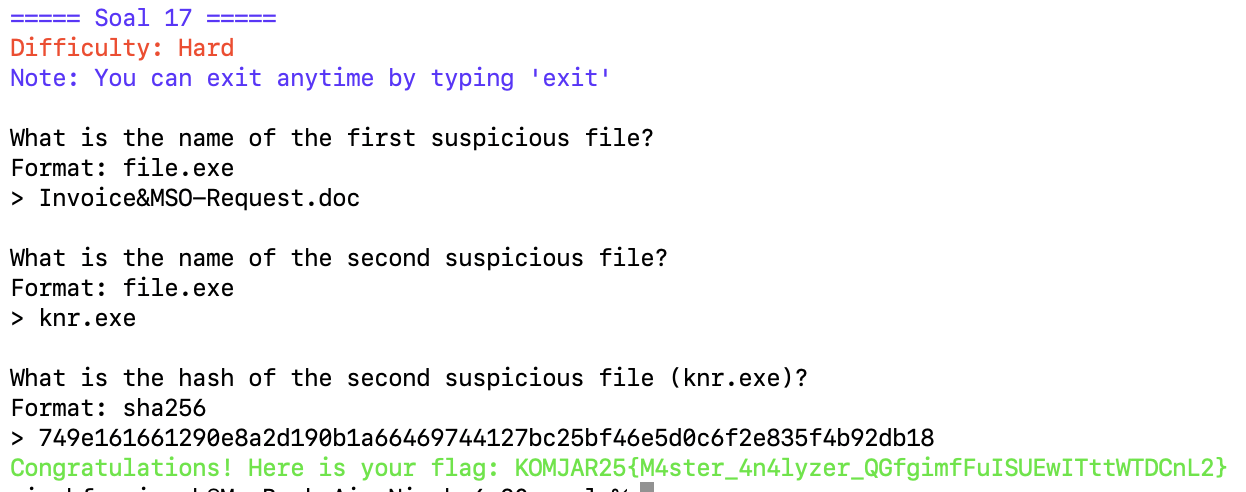 ===== Soal 17 =====
Difficulty: Hard
Note: You can exit anytime by typing 'exit'
What is the name of the first suspicious file?
Format: file.exe
> Invoice&MSO-Request.doc
What is the name of the second suspicious file?
Format: file.exe
> knr.exe
What is the hash of the second suspicious file (knr.exe)?
Format: sha256
> 749e161661290e8a2d190b1a66469744127bc25bf46e5d0c6f2e835f4b92db18
Congratulations! Here is your flag: KOMJAR25{M4ster_4n4lyzer_QGfgimfFuISUEwITttWTDCnL2}